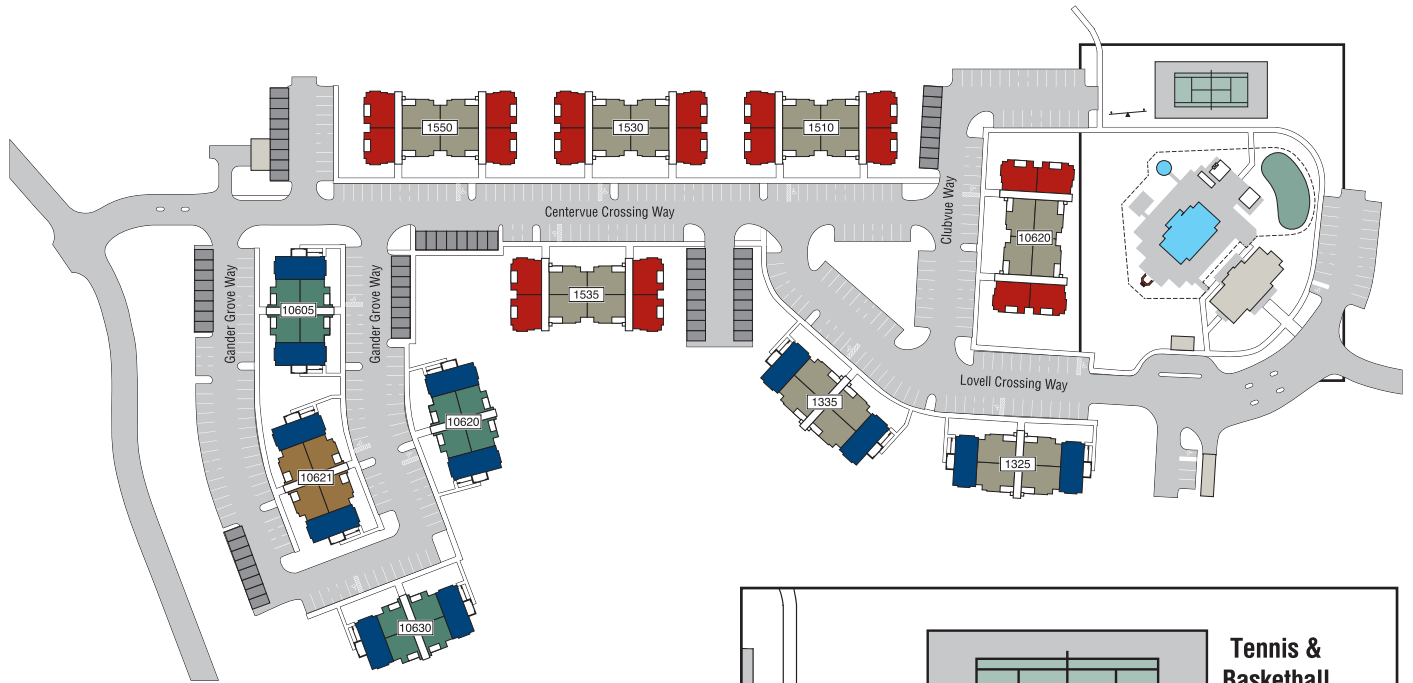 1550
1530
1510
Centervue Crossing Way
Clubvue Way
10620
Gander Grove Way
10605
Gander Grove Way
1535
Lovell Crossing Way
1335
10620
1325
10621
10630
Tennis &
Basketball